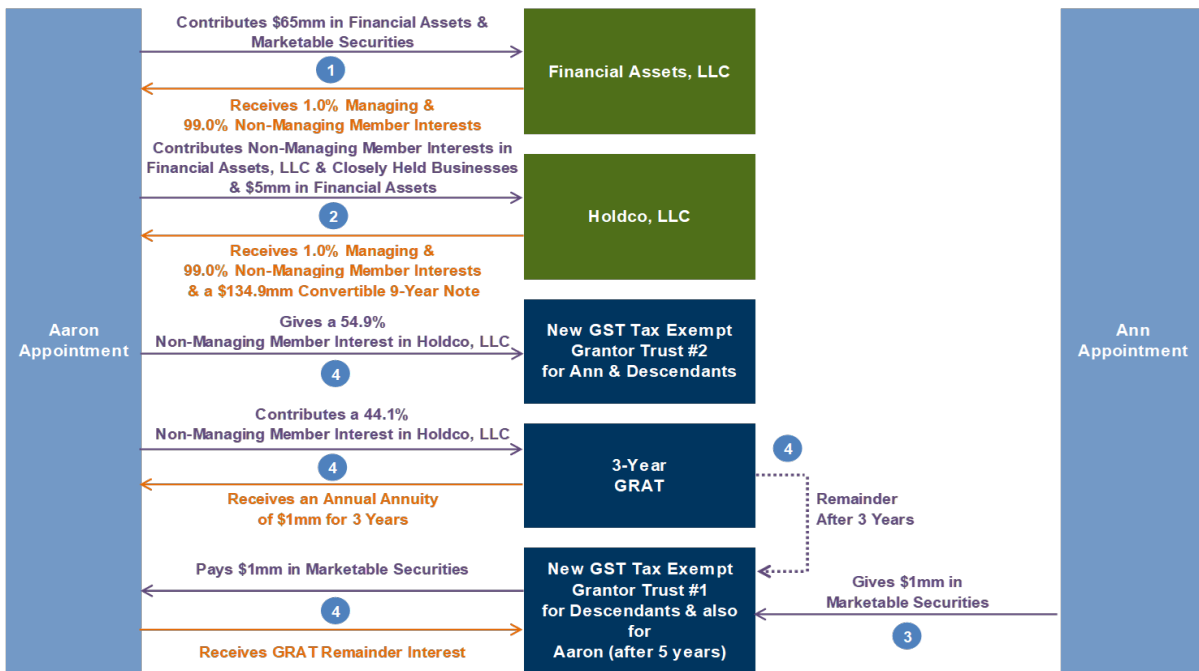 Contributes $65mm in Financial Assets &
Marketable Securities
1
Receives 1.0% Managing &
99.0% Non-Managing Member Interests
Financial Assets, LLC
Contributes Non-Managing Member Interests in
Financial Assets, LLC & Closely Held Businesses
& $5mm in Financial Assets
2
Receives 1.0% Managing &
99.0% Non-Managing Member Interests
& a $134.9mm Convertible 9-Year Note
Holdco, LLC
Aaron
Appointment
Gives a 54.9%
Non-Managing Member Interest in Holdco, LLC
4
New GST Tax Exempt
Grantor Trust #2
for Ann & Descendants
Ann
Appointment
Contributes a 44.1%
Non-Managing Member Interest in Holdco, LLC
4
Receives an Annual Annuity
of $1mm for 3 Years
3-Year
GRAT
4
Remainder
After 3 Years
Pays $1mm in Marketable Securities
4
Receives GRAT Remainder Interest
New GST Tax Exempt
Grantor Trust #1
for Descendants & also
for
Aaron (after 5 years)
Gives $1mm in
Marketable Securities
3